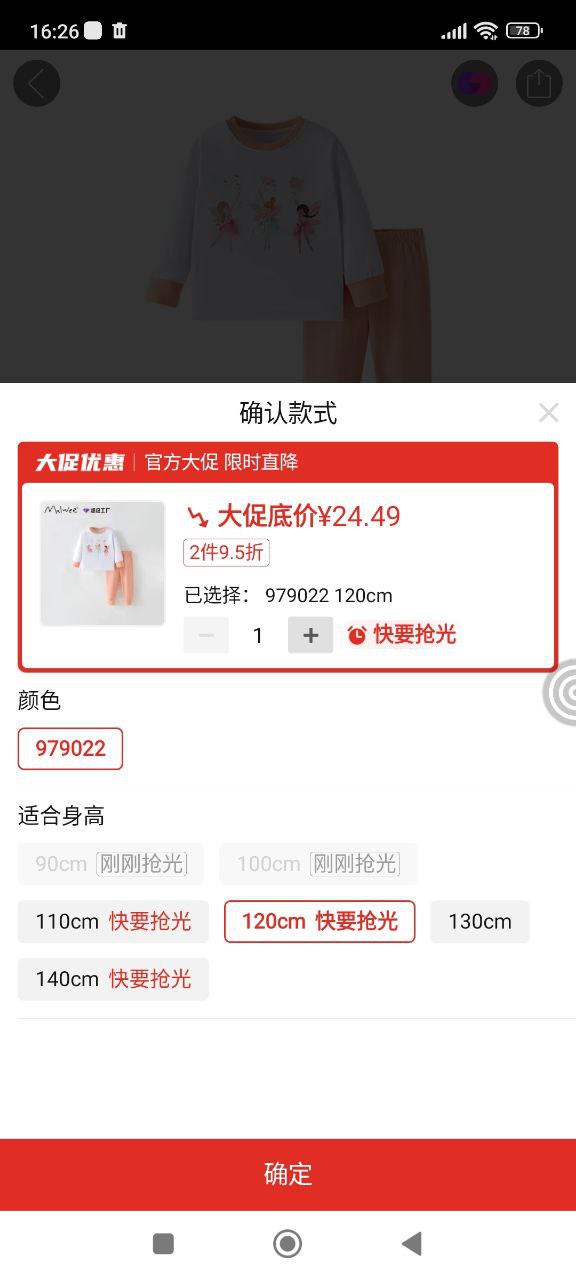 16:26
78
确认款式
大促优惠 官方大促 限时直降
大促底价¥24.49
2件9.5折
已选择： 979022 120cm
1 快要抢光
颜色
979022
适合身高
90cm 刚刚抢光 100cm 刚刚抢光
110cm 快要抢光 120cm 快要抢光 130cm
140cm 快要抢光
确定